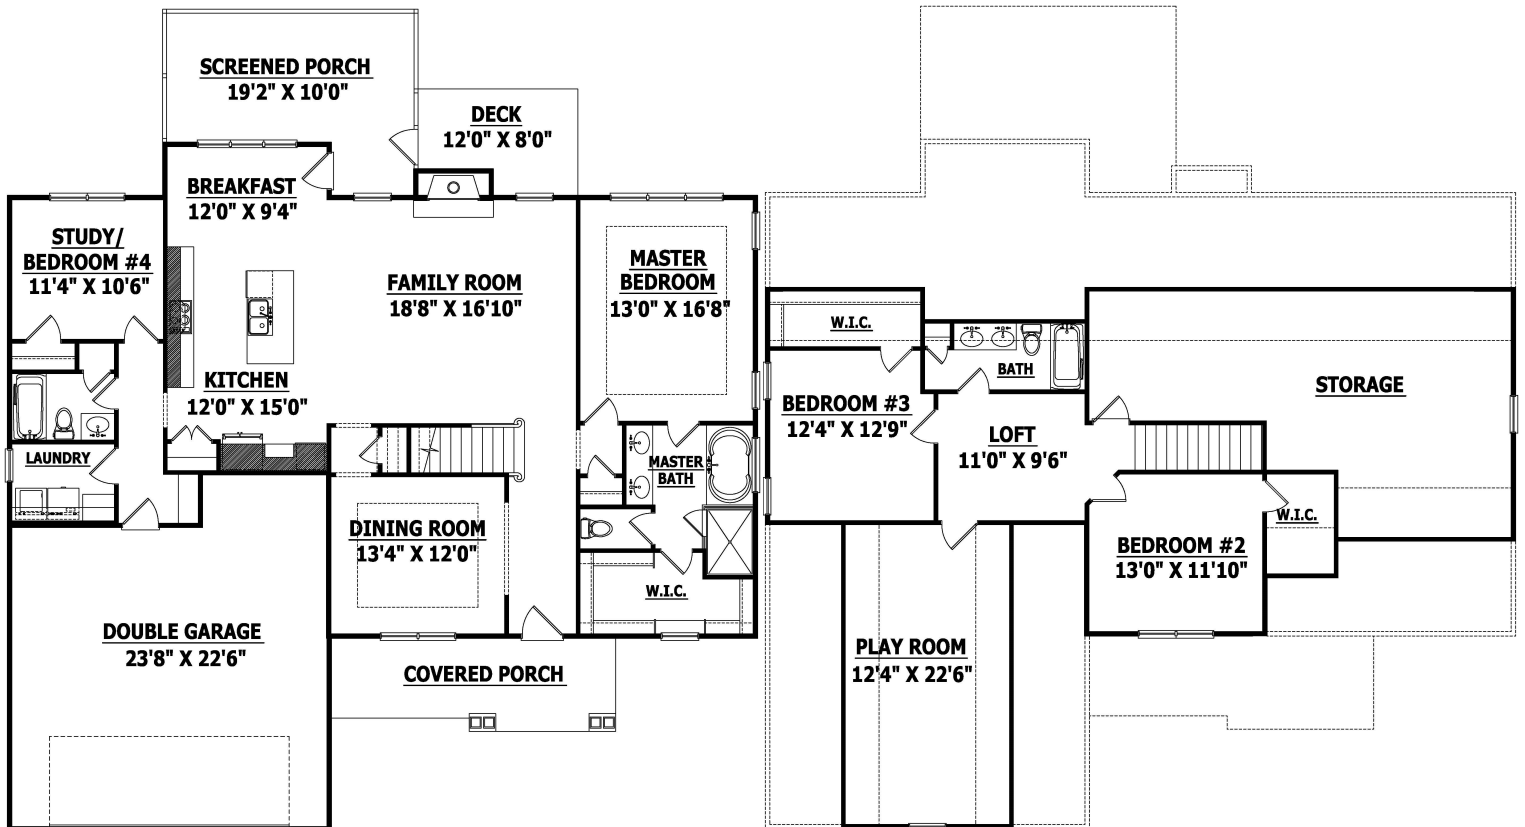 SCREENED PORCH
19'2" X 10'0"
DECK
12'0" X 8'0"
BREAKFAST
12'0" X 9'4"
STUDY/
BEDROOM #4
11'4" X 10'6"
FAMILY ROOM
18'8" X 16'10"
MASTER
BEDROOM
13'0" X 16'8"
KITCHEN
12'0" X 15'0"
LAUNDRY
MASTER
BATH
DINING ROOM
13'4" X 12'0"
W.I.C.
DOUBLE GARAGE
23'8" X 22'6"
COVERED PORCH
W.I.C.
BATH
STORAGE
BEDROOM #3
12'4" X 12'9"
LOFT
11'0" X 9'6"
W.I.C.
BEDROOM #2
13'0" X 11'10"
PLAY ROOM
12'4" X 22'6"